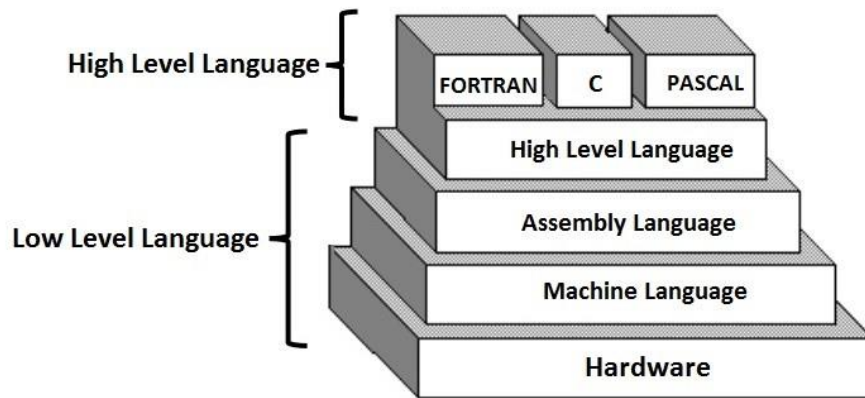 High Level Language
FORTRAN C PASCAL
High Level Language
Assembly Language
Low Level Language
Machine Language
Hardware